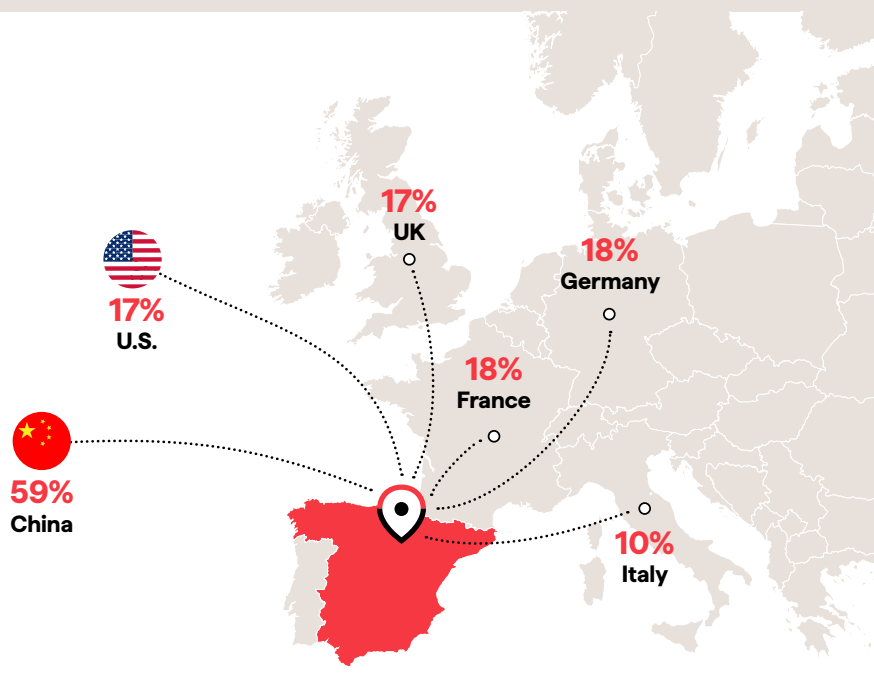 17%
UK
17%
U.S.
18%
Germany
18%
France
59%
China
10%
Italy